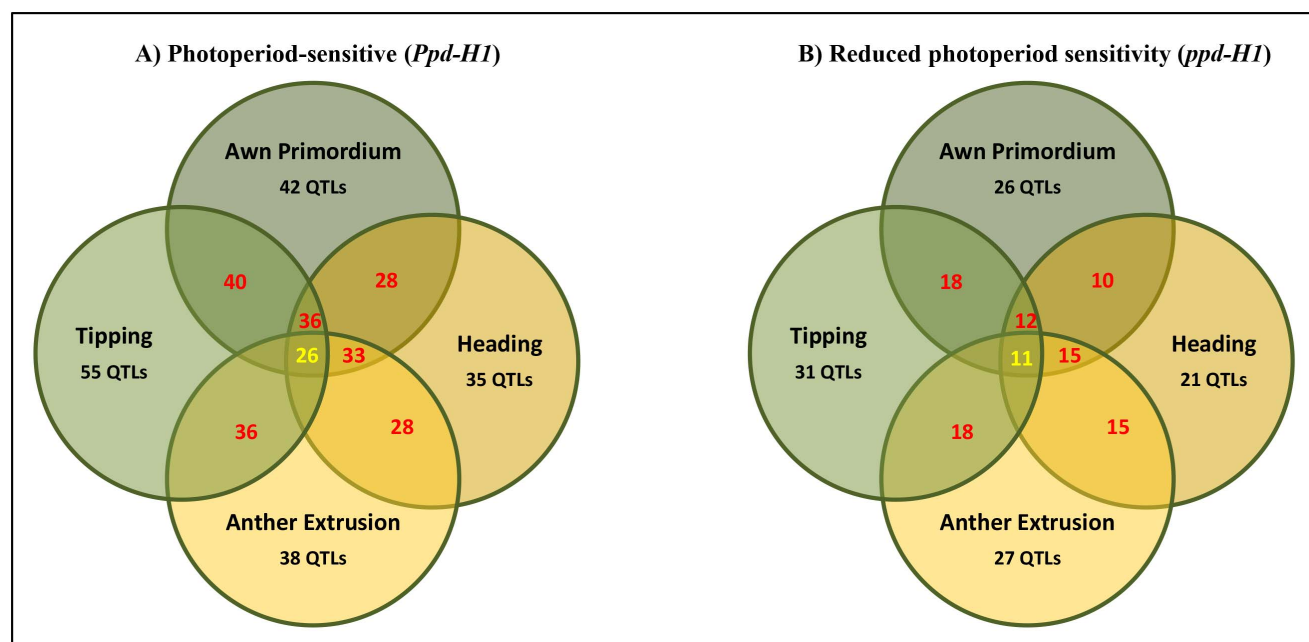 A) Photoperiod-sensitive (Ppd-H1)
Awn Primordium
42 QTLs
40
28
36
Tipping
55 QTLs
26
33
Heading
35 QTLs
36
28
Anther Extrusion
38 QTLs
B) Reduced photoperiod sensitivity (ppd-H1)
Awn Primordium
26 QTLs
18
10
12
Tipping
31 QTLs
11
15
Heading
21 QTLs
18
15
Anther Extrusion
27 QTLs